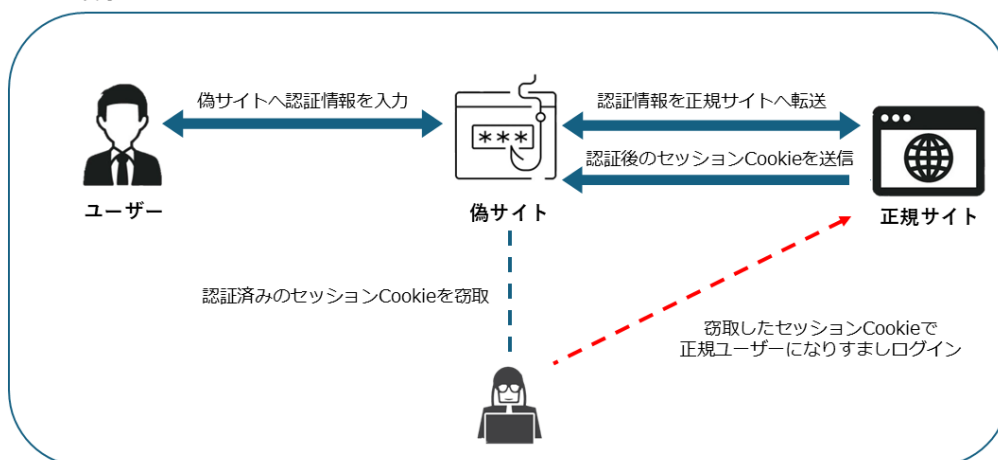 偽サイトへ認証情報を入力
認証情報を正規サイトへ転送
***
認証後のセッションCookieを送信
ユーザー
偽サイト
正規サイト
認証済みのセッションCookieを窃取
窃取したセッションCookieで
正規ユーザーになりすましログイン